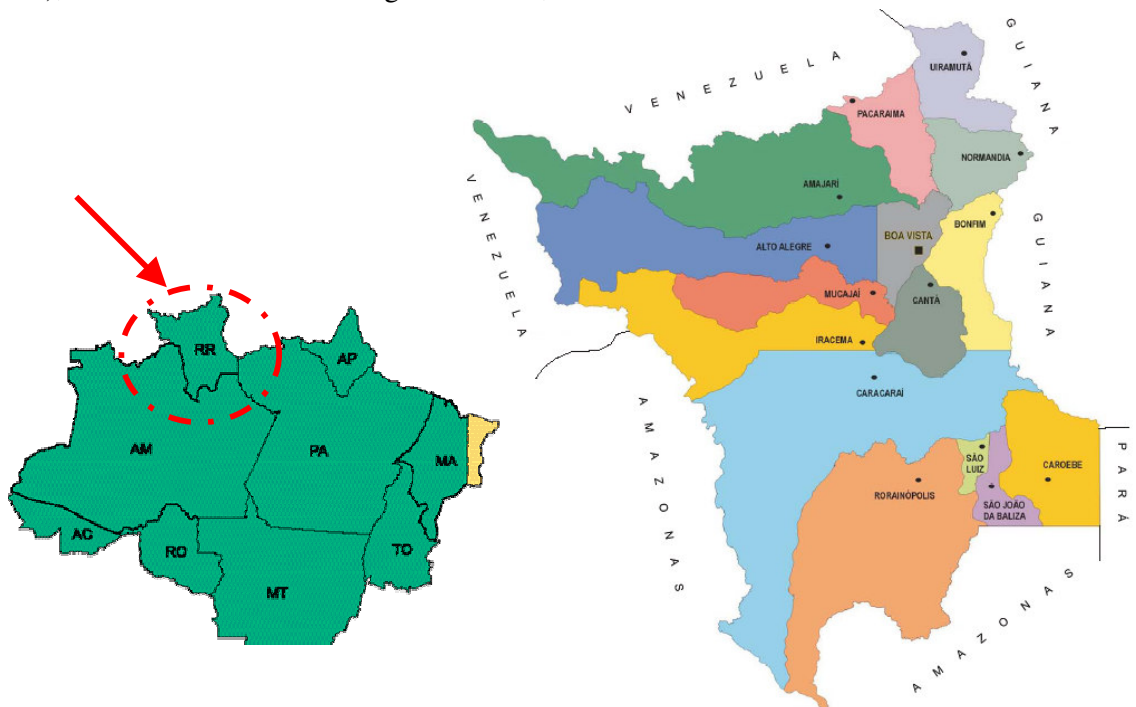 g
VENEZUELA
GUIANA
UIRAMUTÃ
PACARAIMA
NORMANDIA
VENEZUELA
AMAJARÍ
BONFIM
GUIANA
ALTO ALEGRE
BOA VISTA
MUCAJAÍ
CANTÁ
IRACEMA
CARACARAÍ
AMAZONAS
SÃO
LUIZ
CAROEBE
PARÁ
RORAINÓPOLIS
SÃO JOÃO
DA BALIZA
AMAZONAS
RR
AP
AM
PA
MA
AC
RO
TO
MT